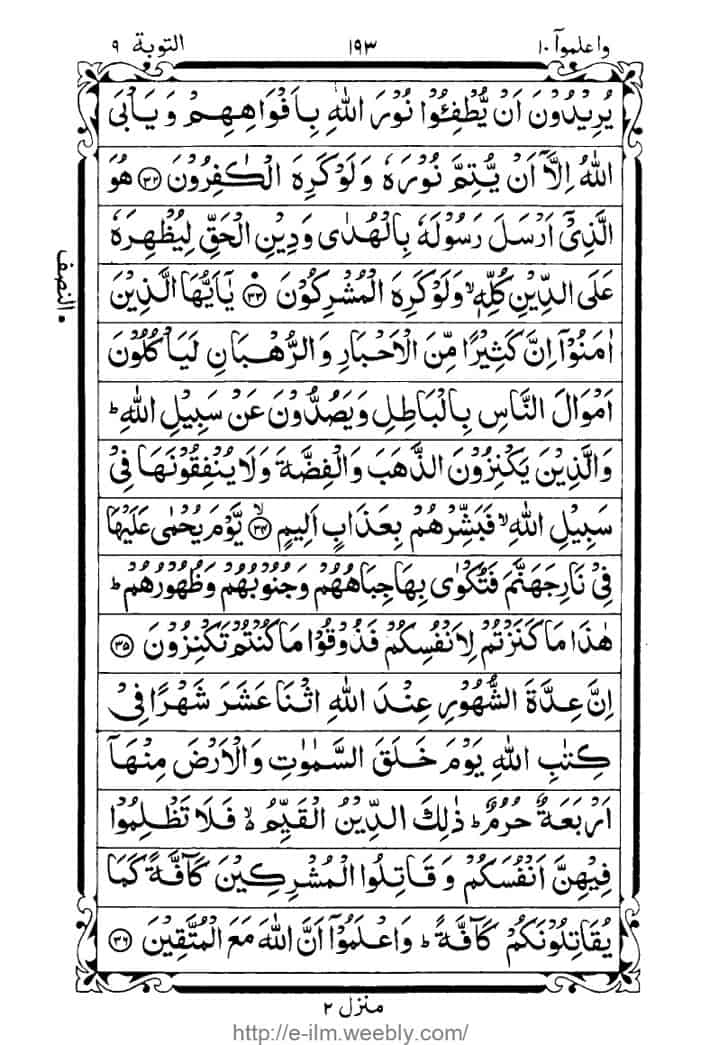 واعلموآ ١٠ ١٩٣ التوبة ٩
يُرِيْدُوْنَ اَنْ يُّطْفِـُٔوْا نُوْرَ اللّٰهِ بِاَفْوَاهِهِمْ وَيَاْبَى
اللّٰهُ اِلَّاۤ اَنْ يُّتِمَّ نُوْرَهٗ وَلَوْ كَرِهَ الْكٰفِرُوْنَ ﴿٣٢﴾ هُوَ
الَّذِيْۤ اَرْسَلَ رَسُوْلَهٗ بِالْهُدٰى وَدِيْنِ الْحَقِّ لِيُظْهِرَهٗ
عَلَى الدِّيْنِ كُلِّهٖ ۙ وَلَوْ كَرِهَ الْمُشْرِكُوْنَ ﴿٣٣﴾ يٰۤاَيُّهَا الَّذِيْنَ
النصف
اٰمَنُوْۤا اِنَّ كَثِيْرًا مِّنَ الْاَحْبَارِ وَالرُّهْبَانِ لَيَاْكُلُوْنَ
اَمْوَالَ النَّاسِ بِالْبَاطِلِ وَيَصُدُّوْنَ عَنْ سَبِيْلِ اللّٰهِ ؕ
وَالَّذِيْنَ يَكْنِزُوْنَ الذَّهَبَ وَالْفِضَّةَ وَلَا يُنْفِقُوْنَهَا فِيْ
سَبِيْلِ اللّٰهِ ۙ فَبَشِّرْهُمْ بِعَذَابٍ اَلِيْمٍ ﴿٣٤﴾ۙ يَّوْمَ يُحْمٰى عَلَيْهَا
فِيْ نَارِ جَهَنَّمَ فَتُكْوٰى بِهَا جِبَاهُهُمْ وَجُنُوْبُهُمْ وَظُهُوْرُهُمْ ؕ
هٰذَا مَا كَنَزْتُمْ لِاَنْفُسِكُمْ فَذُوْقُوْا مَا كُنْتُمْ تَكْنِزُوْنَ ﴿٣٥﴾
اِنَّ عِدَّةَ الشُّهُوْرِ عِنْدَ اللّٰهِ اثْنَا عَشَرَ شَهْرًا فِيْ
كِتٰبِ اللّٰهِ يَوْمَ خَلَقَ السَّمٰوٰتِ وَالْاَرْضَ مِنْهَاۤ
اَرْبَعَةٌ حُرُمٌ ؕ ذٰلِكَ الدِّيْنُ الْقَيِّمُ ۙ فَلَا تَظْلِمُوْا
فِيْهِنَّ اَنْفُسَكُمْ وَقَاتِلُوا الْمُشْرِكِيْنَ كَآفَّةً كَمَا
يُقَاتِلُوْنَكُمْ كَآفَّةً ؕ وَاعْلَمُوْۤا اَنَّ اللّٰهَ مَعَ الْمُتَّقِيْنَ ﴿٣٦﴾
منزل ٢
http://e-ilm.weebly.com/